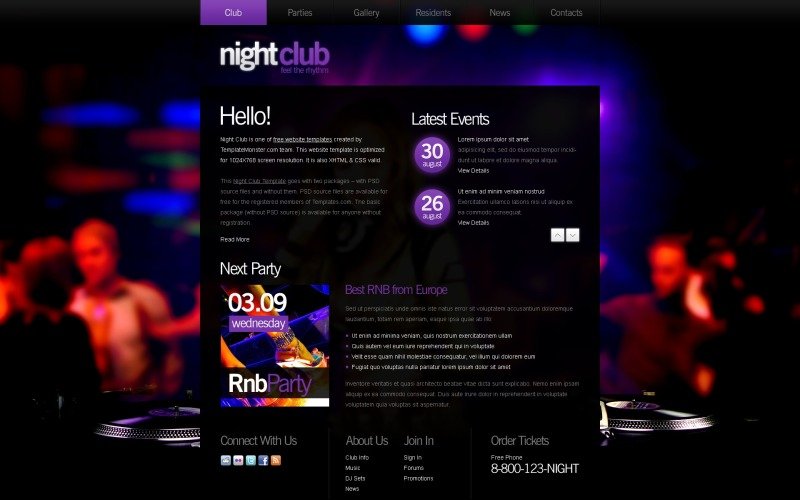 Club
Parties
Gallery
Residents
News
Contacts
nightclub
feel the rhythm
Hello!
Night Club is one of free website templates created by
TemplateMonster.com team. This website template is optimized
for 1024X768 screen resolution. It is also XHTML & CSS valid.
This Night Club Template goes with two packages – with PSD
source files and without them. PSD source files are available for
free for the registered members of Templates.com. The basic
package (without PSD source) is available for anyone without
registration.
Read More
Latest Events
30
august
Lorem ipsum dolor sit amet
adipisicing elit, sed do eiusmod tempor incidi-
dunt ut labore et dolore magna aliqua.
View Details
26
august
Ut enim ad minim veniam nostrud
Exercitation ullamco laboris nisi ut aliquip ex
ea commodo consequat.
View Details
Next Party
03.09
wednesday
RnbParty
Best RNB from Europe
Sed ut perspiciatis unde omnis iste natus error sit voluptatem accusantium doloremque
laudantium, totam rem aperiam, eaque ipsa quae ab illo
Ut enim ad minima veniam, quis nostrum exercitationem ullam
Quis autem vel eum iure reprehenderit qui in voluptate
Velit esse quam nihil molestiae consequatur, vel illum qui dolorem eum
Fugiat quo voluptas nulla pariatur lorem ipsum dolor sit amet
Inventore veritatis et quasi architecto beatae vitae dicta sunt explicabo. Nemo enim ipsam
aliquip ex ea commodo consequat. Duis aute irure dolor in reprehenderit in voluptate
voluptatem quia voluptas sit aspernatur.
Connect With Us
About Us
Club Info
Music
DJ Sets
News
Join In
Sign In
Forums
Promotions
Order Tickets
Free Phone
8-800-123-NIGHT